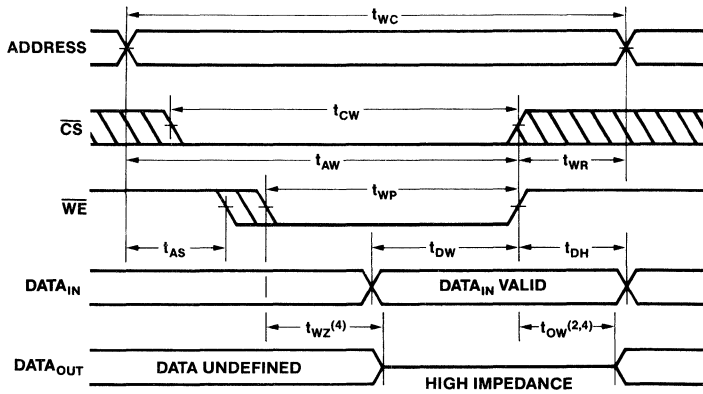 tWC
ADDRESS
tCW
CS
tAW
tWR
tWP
WE
tAS
tDW
tDH
DATAIN
DATAIN VALID
tWZ(4)
tOW(2,4)
DATAOUT
DATA UNDEFINED
HIGH IMPEDANCE